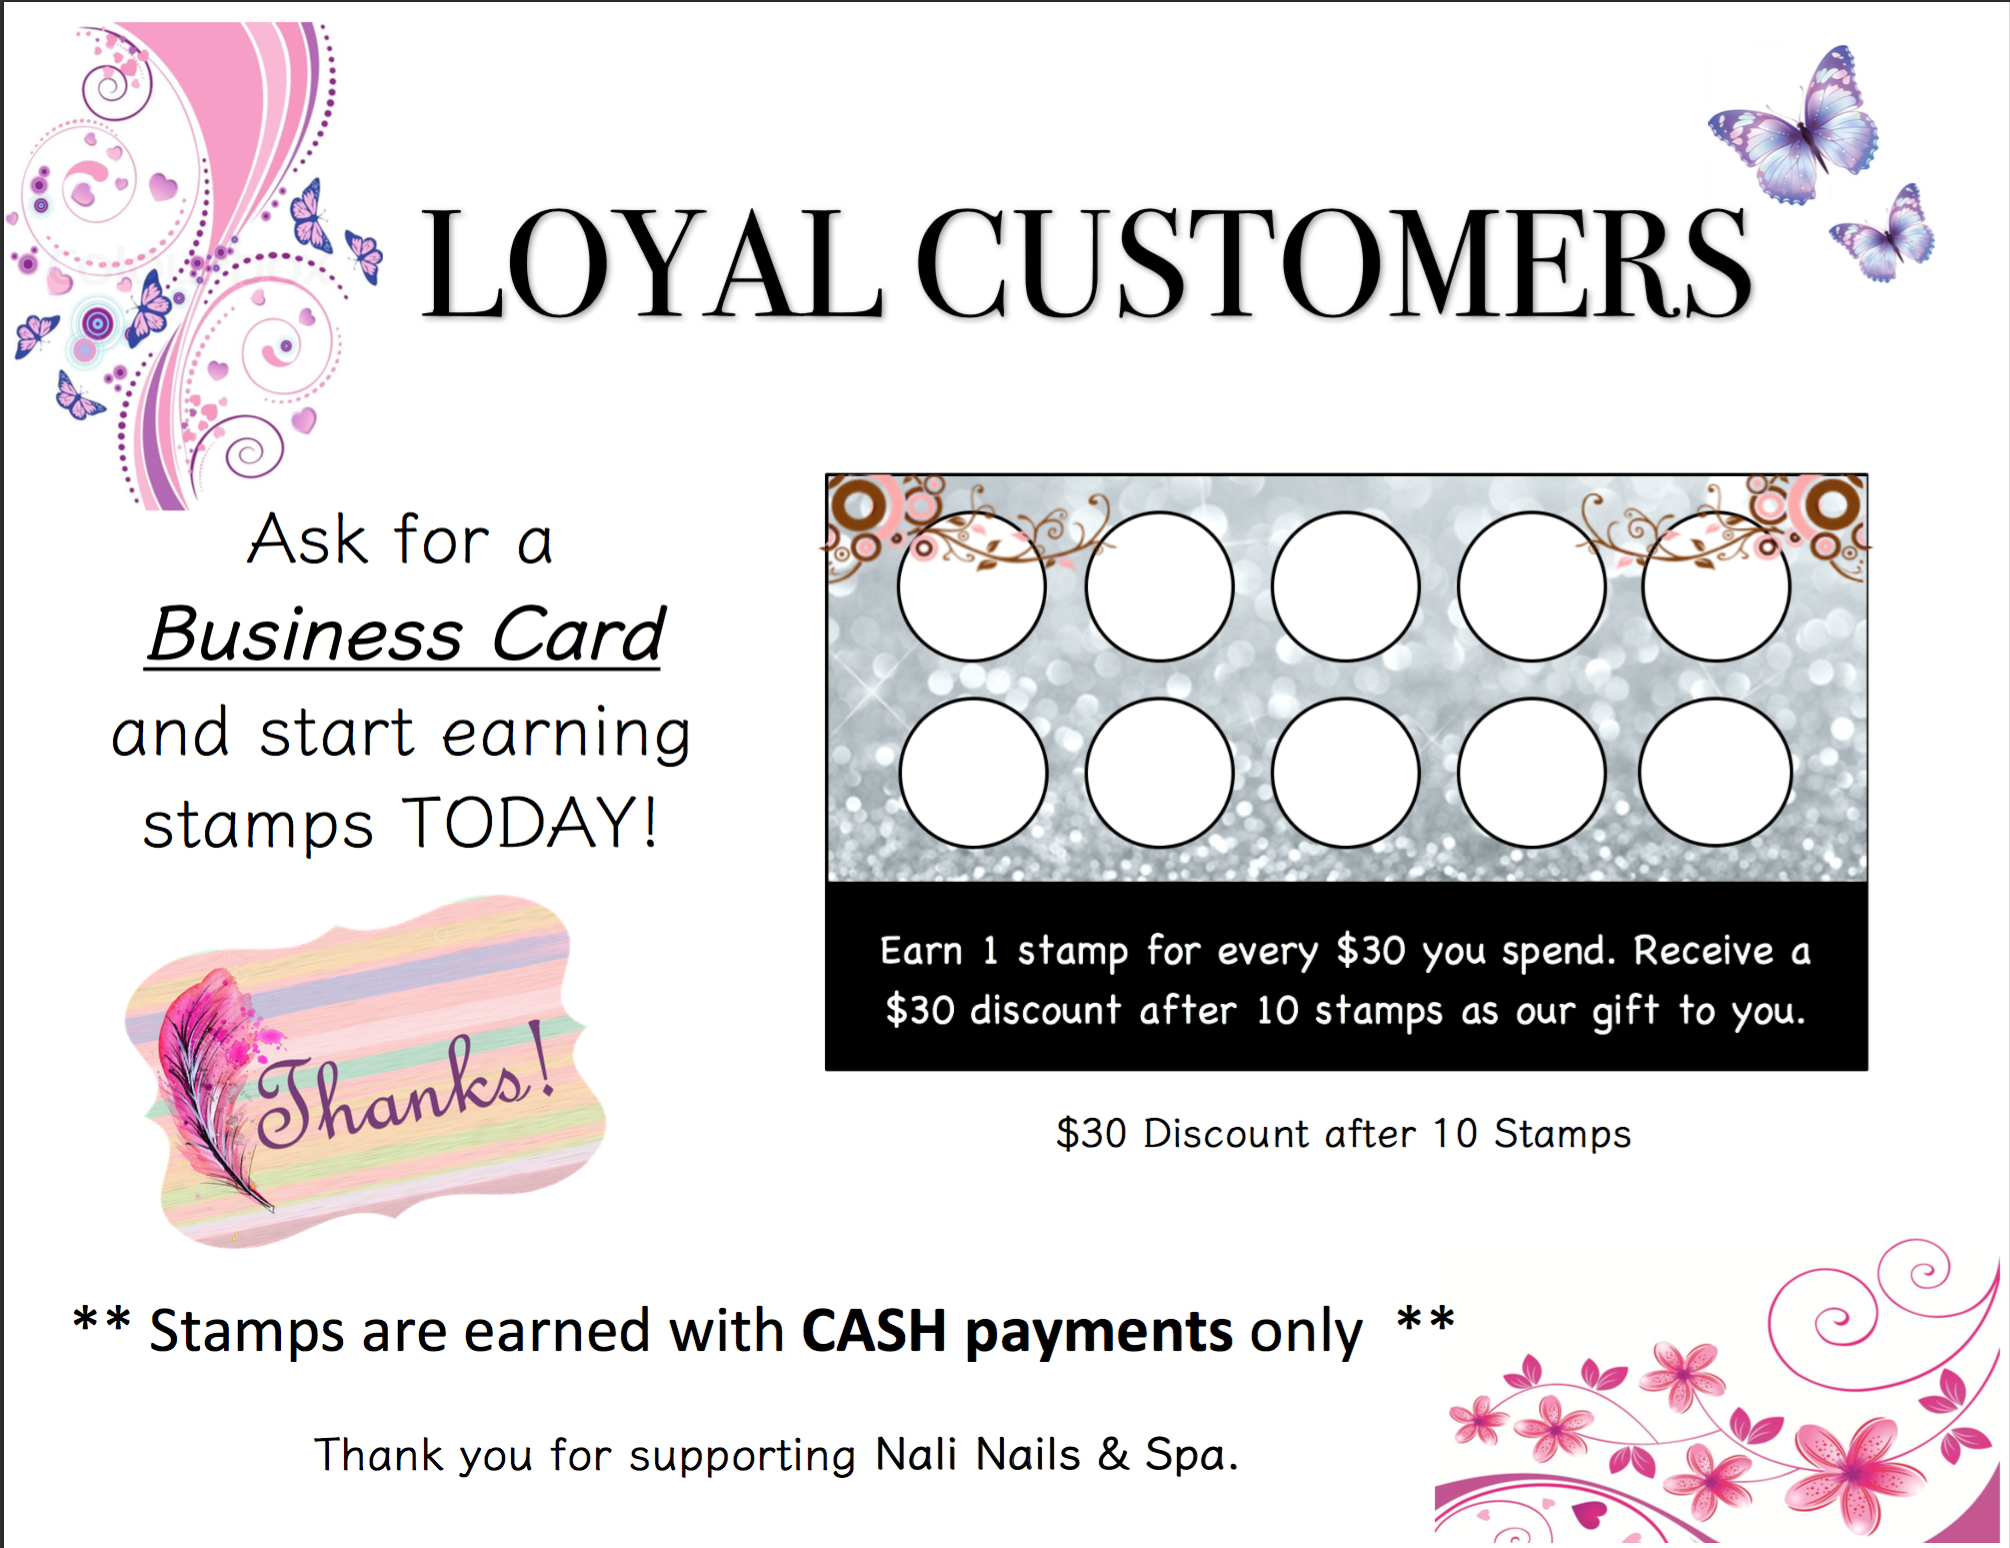 LOYAL CUSTOMERS
Ask for a
Business Card
and start earning
stamps TODAY!
Thanks!
Earn 1 stamp for every $30 you spend. Receive a
$30 discount after 10 stamps as our gift to you.
$30 Discount after 10 Stamps
** Stamps are earned with CASH payments only **
Thank you for supporting Nali Nails & Spa.